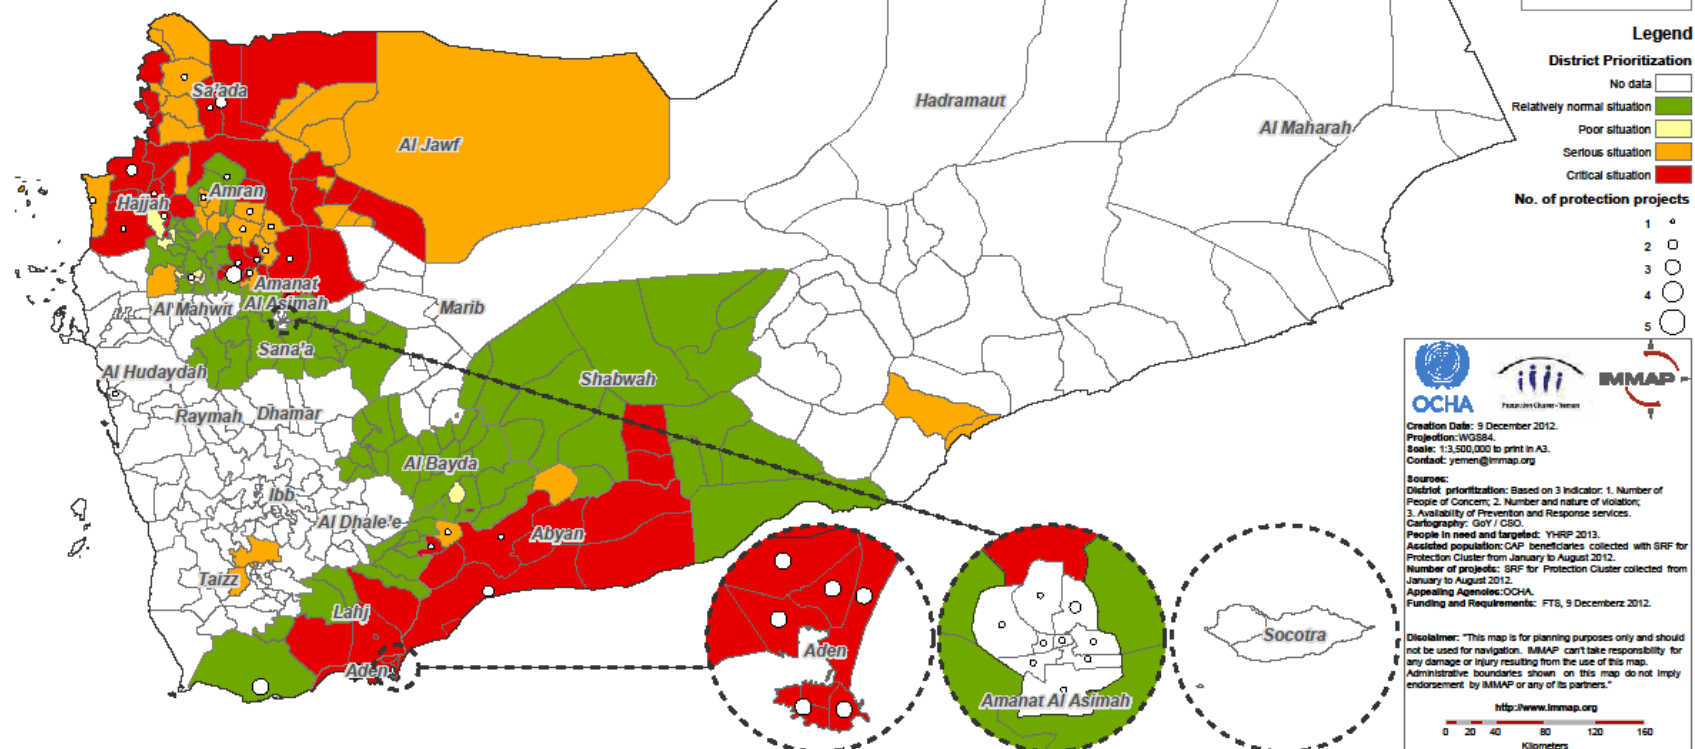 Legend
District Prioritization
No data
Relatively normal situation
Poor situation
Serious situation
Critical situation
No. of protection projects
1
2
3
4
5
Sa'ada
Al Jawf
Hadramaut
Al Maharah
Amran
Hajjah
Amanat
Al Asimah
Al Mahwit
Marib
Sana'a
Al Hudaydah
Shabwah
Raymah
Dhamar
Al Bayda
Ibb
Al Dhale'e
Abyan
Taizz
Lahj
Aden
Aden
Amanat Al Asimah
Socotra
OCHA
Protection Cluster - Yemen
IMMAP
Creation Date: 9 December 2012.
Projection: WGS84.
Scale: 1:3,500,000 to print in A3.
Contact: yemen@immap.org
Sources:
District prioritization: Based on 3 indicator: 1. Number of
People of Concern; 2. Number and nature of violation;
3. Availability of Prevention and Response services.
Cartography: GoY / CSO.
People in need and targeted: YHRP 2013.
Assisted population: CAP beneficiaries collected with SRF for
Protection Cluster from January to August 2012.
Number of projects: SRF for Protection Cluster collected from
January to August 2012.
Appealing Agencies: OCHA.
Funding and Requirements: FTS, 9 Decemberz 2012.
Disclaimer: "This map is for planning purposes only and should
not be used for navigation. IMMAP can't take responsibility for
any damage or injury resulting from the use of this map.
Administrative boundaries shown on this map do not imply
endorsement by IMMAP or any of its partners."
http://www.immap.org
0 20 40 80 120 160
Kilometers